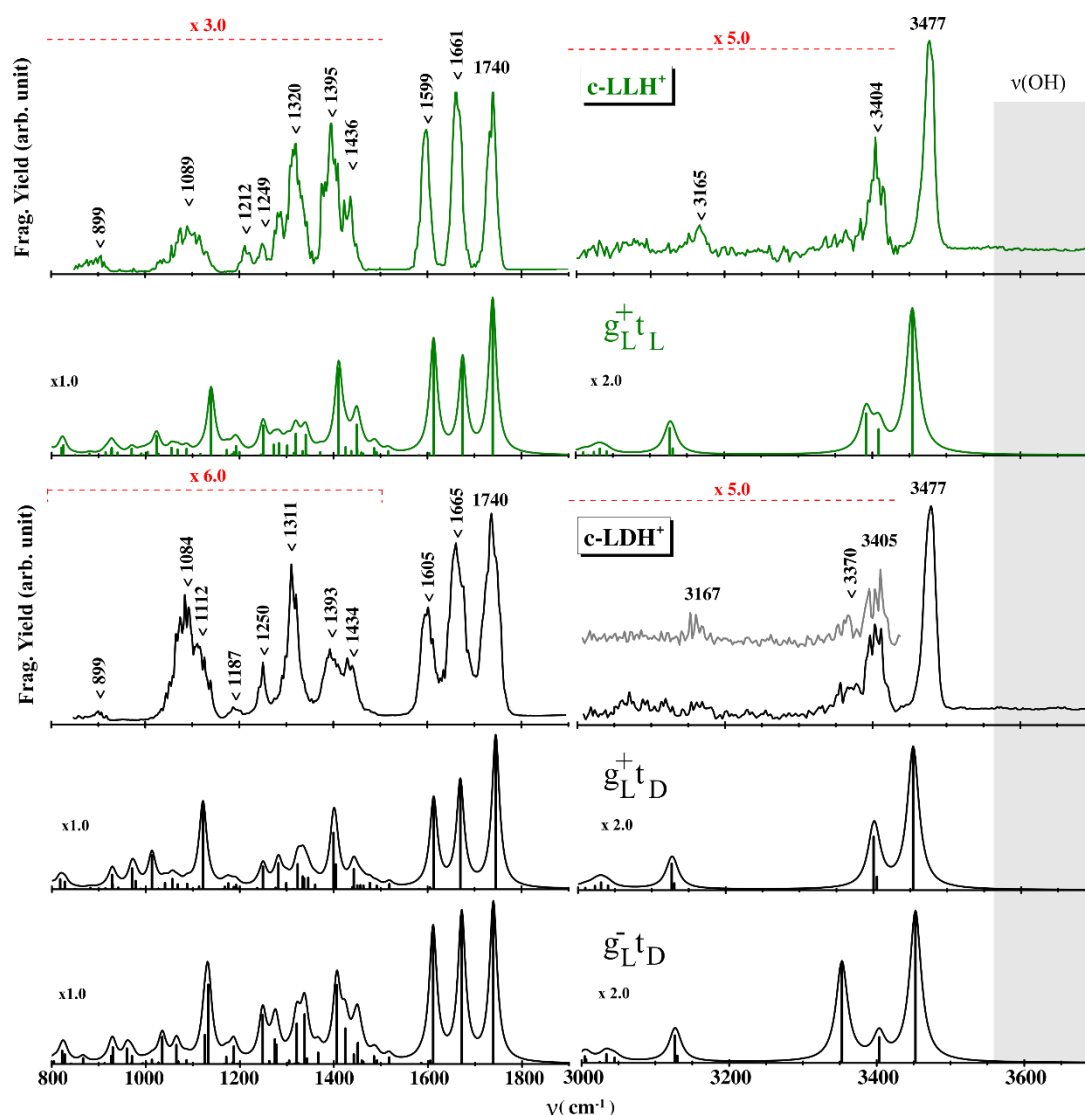 x 3.0
x 5.0
3477
ν(OH)
c-LLH+
Frag. Yield (arb. unit)
< 899
< 1089
< 1212
< 1249
< 1320
< 1395
< 1436
< 1599
< 1661
1740
< 3165
< 3404
x1.0
g+L tL
x 2.0
x 6.0
x 5.0
3477
c-LDH+
Frag. Yield (arb. unit)
< 899
< 1084
< 1112
< 1187
< 1250
< 1311
< 1393
< 1434
< 1605
< 1665
1740
3167
< 3370
3405
x1.0
g+L tD
x 2.0
x1.0
g-L tD
x 2.0
800 1000 1200 1400 1600 1800 3000 3200 3400 3600
ν( cm-1)